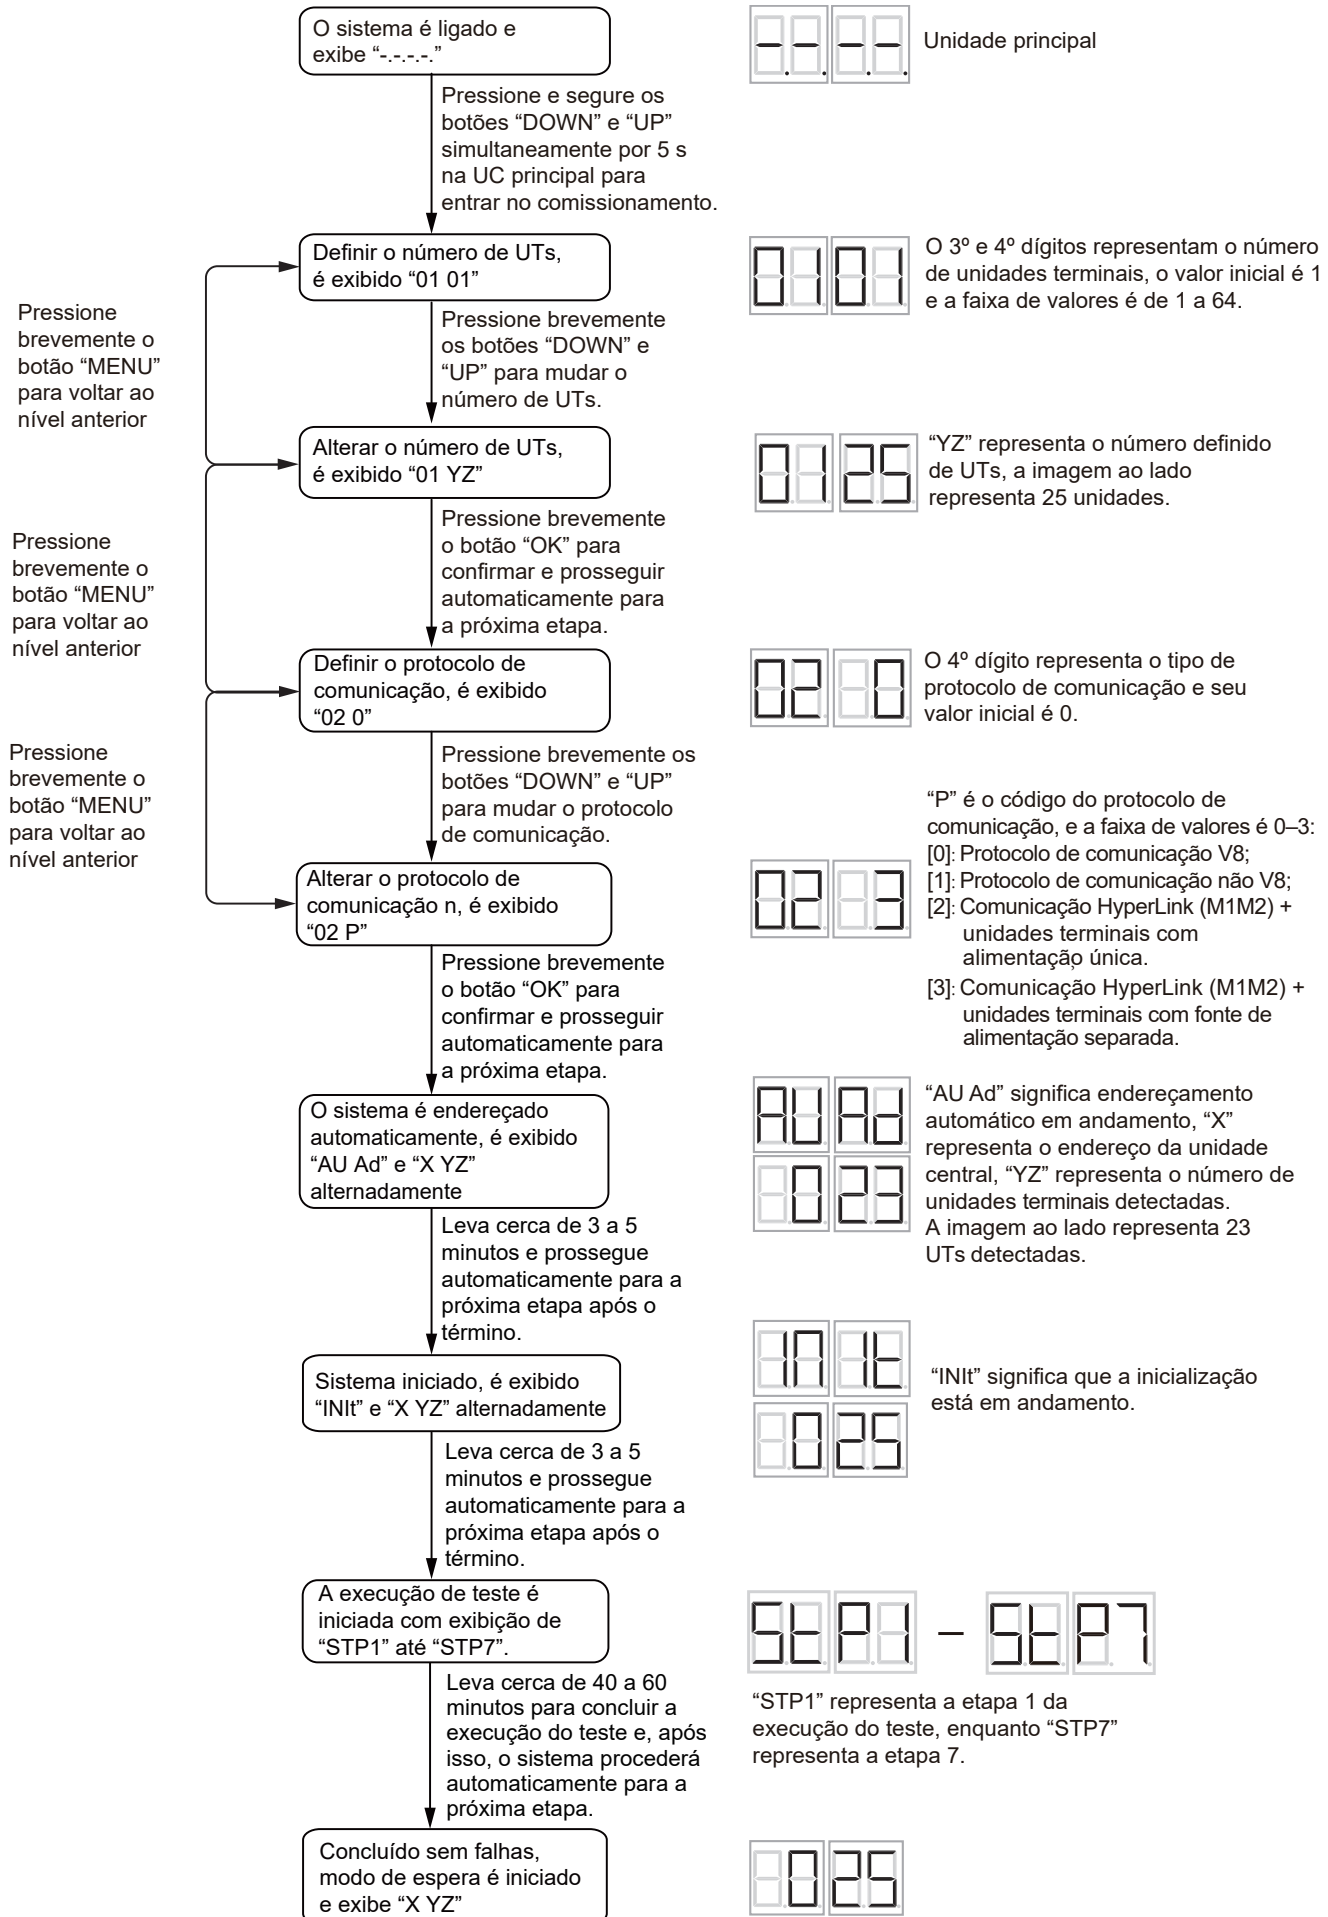 O sistema é ligado e
exibe “-.-.-.-.”
-.-.-.-.
Unidade principal
Pressione e segure os
botões “DOWN” e “UP”
simultaneamente por 5 s
na UC principal para
entrar no comissionamento.
Definir o número de UTs,
é exibido “01 01”
0101
O 3º e 4º dígitos representam o número
de unidades terminais, o valor inicial é 1
e a faixa de valores é de 1 a 64.
Pressione
brevemente o
botão “MENU”
para voltar ao
nível anterior
Pressione brevemente
os botões “DOWN” e
“UP” para mudar o
número de UTs.
Alterar o número de UTs,
é exibido “01 YZ”
0125
“YZ” representa o número definido
de UTs, a imagem ao lado
representa 25 unidades.
Pressione
brevemente o
botão “MENU”
para voltar ao
nível anterior
Pressione brevemente
o botão “OK” para
confirmar e prosseguir
automaticamente para
a próxima etapa.
Definir o protocolo de
comunicação, é exibido
“02 0”
02 0
O 4º dígito representa o tipo de
protocolo de comunicação e seu
valor inicial é 0.
Pressione
brevemente o
botão “MENU”
para voltar ao
nível anterior
Pressione brevemente os
botões “DOWN” e “UP”
para mudar o protocolo
de comunicação.
Alterar o protocolo de
comunicação n, é exibido
“02 P”
02 3
“P” é o código do protocolo de
comunicação, e a faixa de valores é 0–3:
[0]: Protocolo de comunicação V8;
[1]: Protocolo de comunicação não V8;
[2]: Comunicação HyperLink (M1M2) +
unidades terminais com
alimentação única.
[3]: Comunicação HyperLink (M1M2) +
unidades terminais com fonte de
alimentação separada.
Pressione brevemente
o botão “OK” para
confirmar e prosseguir
automaticamente para
a próxima etapa.
O sistema é endereçado
automaticamente, é exibido
“AU Ad” e “X YZ”
alternadamente
AUAd
023
“AU Ad” significa endereçamento
automático em andamento, “X”
representa o endereço da unidade
central, “YZ” representa o número de
unidades terminais detectadas.
A imagem ao lado representa 23
UTs detectadas.
Leva cerca de 3 a 5
minutos e prossegue
automaticamente para a
próxima etapa após o
término.
Sistema iniciado, é exibido
“INIt” e “X YZ” alternadamente
INIt
025
“INIt” significa que a inicialização
está em andamento.
Leva cerca de 3 a 5
minutos e prossegue
automaticamente para a
próxima etapa após o
término.
A execução de teste é
iniciada com exibição de
“STP1” até “STP7”.
StP1 – StP7
“STP1” representa a etapa 1 da
execução do teste, enquanto “STP7”
representa a etapa 7.
Leva cerca de 40 a 60
minutos para concluir a
execução do teste e, após
isso, o sistema procederá
automaticamente para a
próxima etapa.
Concluído sem falhas,
modo de espera é iniciado
e exibe “X YZ”
025